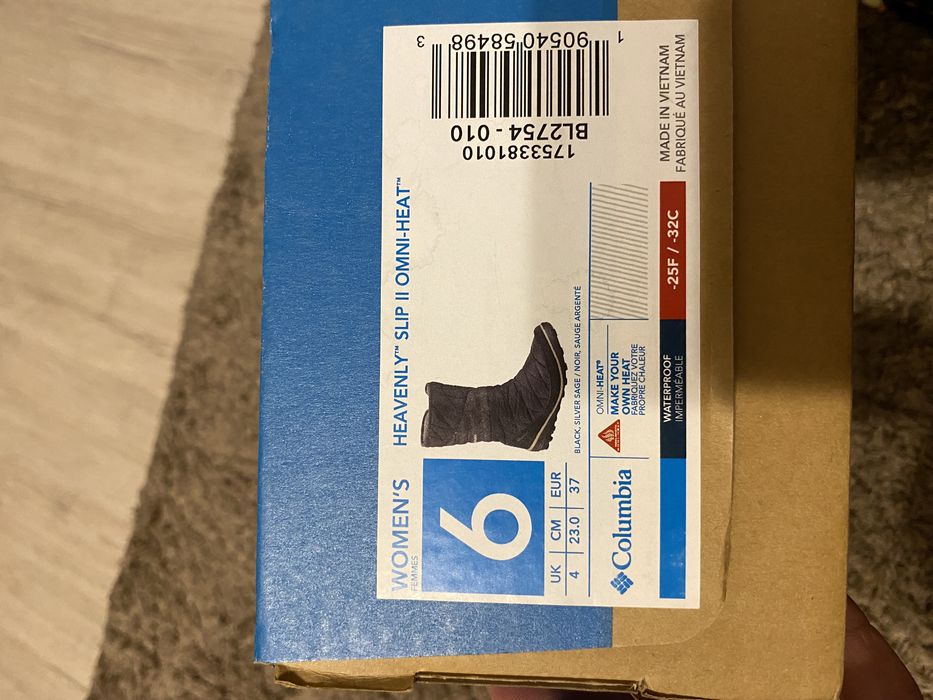 WOMEN'S
FEMMES
HEAVENLY™ SLIP II OMNI-HEAT™
6
UK CM EUR
4 23.0 37
BLACK, SILVER SAGE / NOIR, SAUGE ARGENTÉ
Columbia
OMNI-HEAT®
MAKE YOUR
OWN HEAT
FABRIQUEZ VOTRE
PROPRE CHALEUR
WATERPROOF
IMPERMÉABLE
-25F / -32C
1753381010
BL2754 - 010
1 90540 58498 3
MADE IN VIETNAM
FABRIQUÉ AU VIETNAM